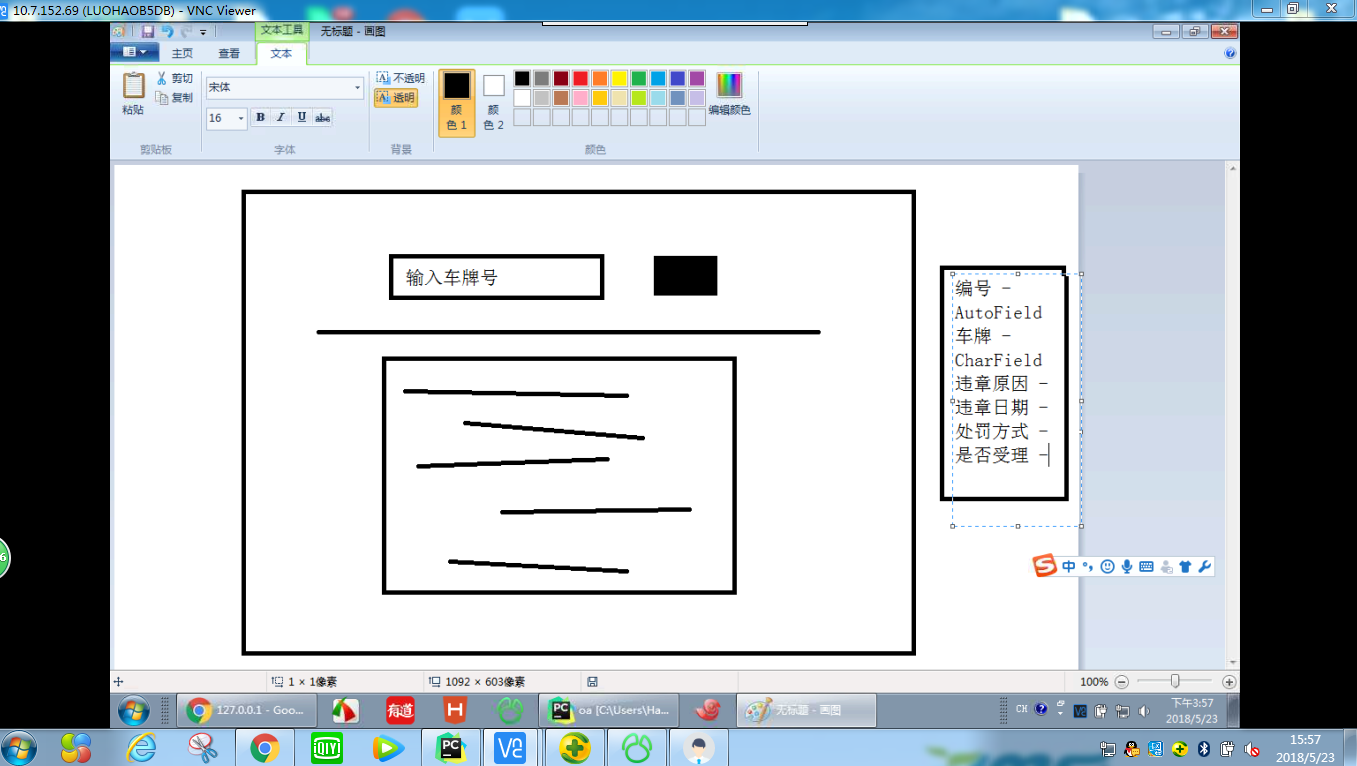 10.7.152.69 (LUOHAOB5DB) - VNC Viewer
文本工具
无标题 - 画图
主页
查看
文本
粘贴
剪切
复制
剪贴板
宋体
16
B I U abc
字体
不透明
透明
背景
颜
色 1
颜
色 2
编辑颜色
颜色
输入车牌号
编号 -
AutoField
车牌 -
CharField
违章原因 -
违章日期 -
处罚方式 -
是否受理 -
中
1 × 1像素
1092 × 603像素
100%
127.0.0.1 - Goo...
有道
H
PC
oa [C:\Users\Ha...
无标题 - 画图
CH
下午3:57
2018/5/23
QIY
PC
15:57
2018/5/23